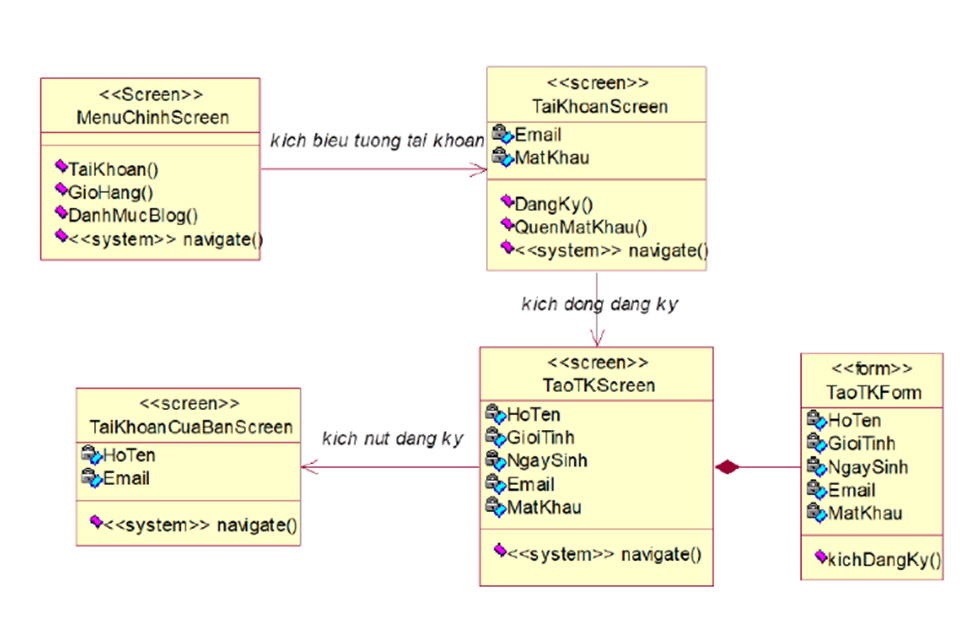 <<Screen>>
MenuChinhScreen
TaiKhoan()
GioHang()
DanhMucBlog()
<<system>> navigate()
kich bieu tuong tai khoan
<<screen>>
TaiKhoanScreen
Email
MatKhau
DangKy()
QuenMatKhau()
<<system>> navigate()
kich dong dang ky
<<screen>>
TaoTKScreen
HoTen
GioiTinh
NgaySinh
Email
MatKhau
<<system>> navigate()
<<form>>
TaoTKForm
HoTen
GioiTinh
NgaySinh
Email
MatKhau
kichDangKy()
kich nut dang ky
<<screen>>
TaiKhoanCuaBanScreen
HoTen
Email
<<system>> navigate()